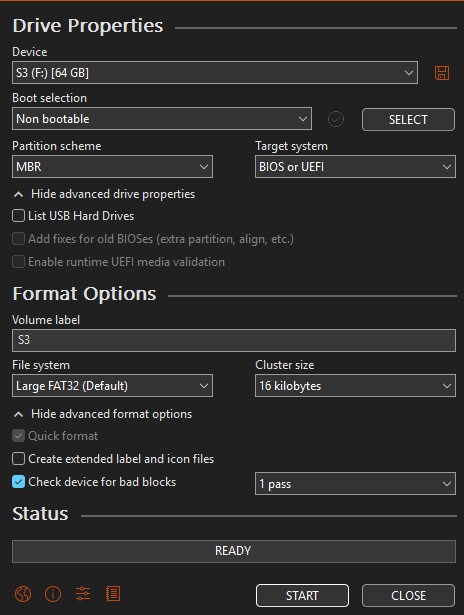 Drive Properties
Device
S3 (F:) [64 GB]
Boot selection
Non bootable
SELECT
Partition scheme
Target system
MBR
BIOS or UEFI
Hide advanced drive properties
List USB Hard Drives
Add fixes for old BIOSes (extra partition, align, etc.)
Enable runtime UEFI media validation
Format Options
Volume label
S3
File system
Cluster size
Large FAT32 (Default)
16 kilobytes
Hide advanced format options
Quick format
Create extended label and icon files
Check device for bad blocks
1 pass
Status
READY
START
CLOSE